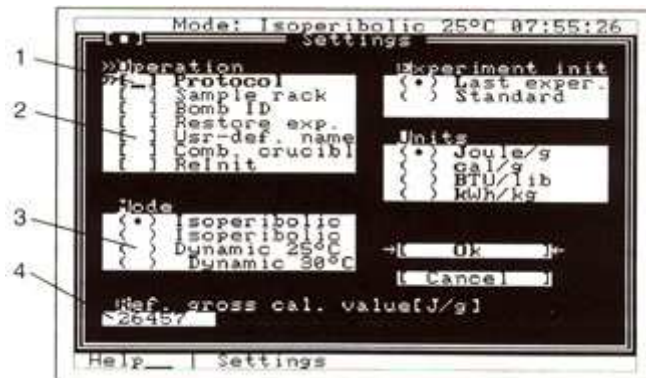 Mode: Isoperibolic 25°C 07:55:26
Settings
1
Operation
[_] Protocol
[ ] Sample rack
[ ] Bomb ID
[ ] Restore exp.
2
[ ] Usr-def. name
[ ] Comb. crucibl
[ ] ReInit
Experiment init
(•) Last exper.
( ) Standard
Units
(•) Joule/g
( ) cal/g
( ) BTU/lib
( ) kWh/kg
Mode
(•) Isoperibolic
( ) Isoperibolic
3
( ) Dynamic 25°C
( ) Dynamic 30°C
[ Ok ]
[ Cancel ]
4
Ref. gross cal. value[J/g]
26457
Help__ | Settings